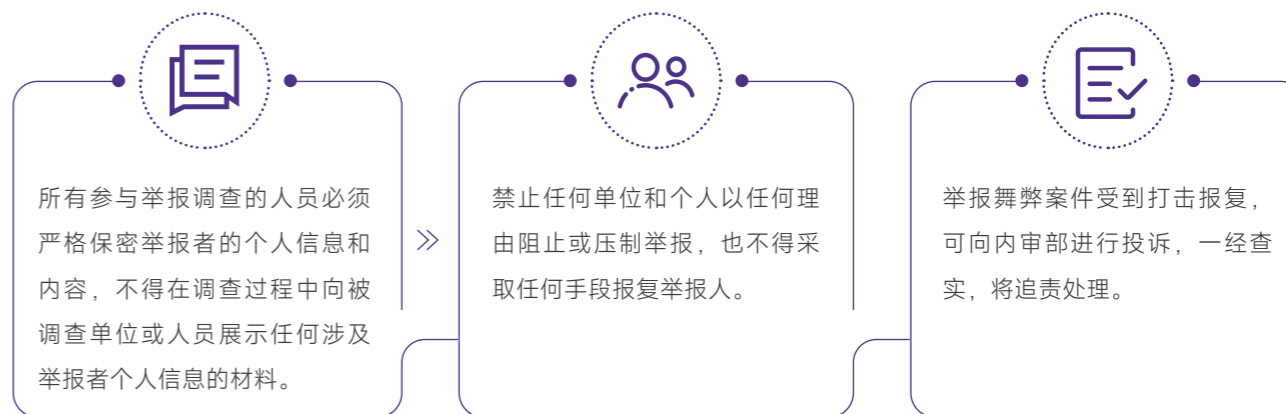 所有参与举报调查的人员必须
严格保密举报者的个人信息和
内容，不得在调查过程中向被
调查单位或人员展示任何涉及
举报者个人信息的材料。
禁止任何单位和个人以任何理
由阻止或压制举报，也不得采
取任何手段报复举报人。
举报舞弊案件受到打击报复，
可向内审部进行投诉，一经查
实，将追责处理。